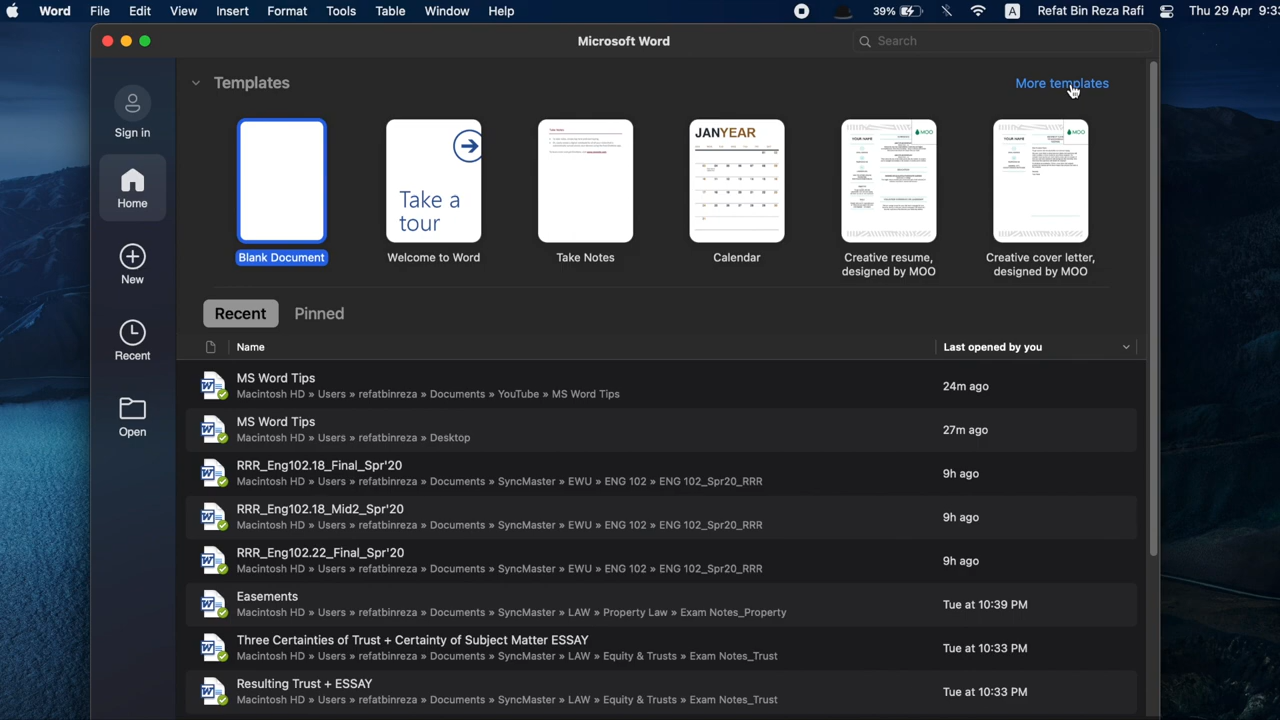 Word File Edit View Insert Format Tools Table Window Help 39% A Refat Bin Reza Rafi Thu 29 Apr 9:33
Microsoft Word
Search
Templates More templates
Sign in
Home
New
Recent
Open
Take a
tour
JANYEAR
YOUR NAME
MOO
YOUR NAME
MOO
Blank Document
Welcome to Word
Take Notes
Calendar
Creative resume,
designed by MOO
Creative cover letter,
designed by MOO
Recent Pinned
Name Last opened by you
MS Word Tips
Macintosh HD » Users » refatbinreza » Documents » YouTube » MS Word Tips
24m ago
MS Word Tips
Macintosh HD » Users » refatbinreza » Desktop
27m ago
RRR_Eng102.18_Final_Spr'20
Macintosh HD » Users » refatbinreza » Documents » SyncMaster » EWU » ENG 102 » ENG 102_Spr20_RRR
9h ago
RRR_Eng102.18_Mid2_Spr'20
Macintosh HD » Users » refatbinreza » Documents » SyncMaster » EWU » ENG 102 » ENG 102_Spr20_RRR
9h ago
RRR_Eng102.22_Final_Spr'20
Macintosh HD » Users » refatbinreza » Documents » SyncMaster » EWU » ENG 102 » ENG 102_Spr20_RRR
9h ago
Easements
Macintosh HD » Users » refatbinreza » Documents » SyncMaster » LAW » Property Law » Exam Notes_Property
Tue at 10:39 PM
Three Certainties of Trust + Certainty of Subject Matter ESSAY
Macintosh HD » Users » refatbinreza » Documents » SyncMaster » LAW » Equity & Trusts » Exam Notes_Trust
Tue at 10:33 PM
Resulting Trust + ESSAY
Macintosh HD » Users » refatbinreza » Documents » SyncMaster » LAW » Equity & Trusts » Exam Notes_Trust
Tue at 10:33 PM